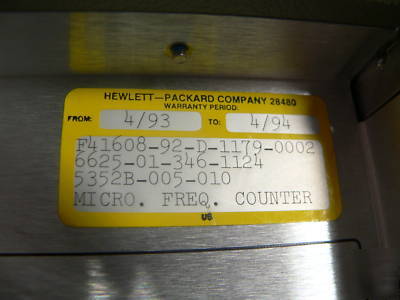 HEWLETT—PACKARD COMPANY 28480
WARRANTY PERIOD:
FROM: 4/93 TO: 4/94
F41608-92-D-1179-0002
6625-01-346-1124
5352B-005-010
MICRO. FREQ. COUNTER
US